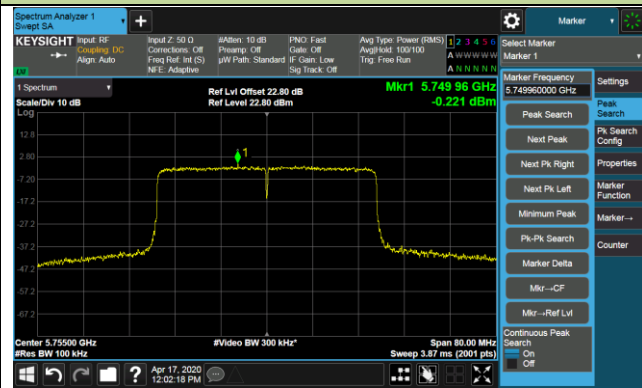 Spectrum Analyzer 1
Swept SA
+
Marker
KEYSIGHT
Input: RF
Coupling: DC
Align: Auto
Input Z: 50 Ω
Corrections: Off
Freq Ref: Int (S)
NFE: Adaptive
#Atten: 10 dB
Preamp: Off
µW Path: Standard
PNO: Fast
Gate: Off
IF Gain: Low
Sig Track: Off
Avg Type: Power (RMS)
Avg|Hold: 100/100
Trig: Free Run
1 2 3 4 5 6
A W W W W W
A N N N N N
Select Marker
Marker 1
1 Spectrum
Scale/Div 10 dB
Log
Ref Lvl Offset 22.80 dB
Ref Level 22.80 dBm
Mkr1 5.749 96 GHz
-0.221 dBm
12.8
2.80
-7.20
-17.2
-27.2
-37.2
-47.2
-57.2
-67.2
1
Center 5.75500 GHz
#Res BW 100 kHz
#Video BW 300 kHz*
Span 80.00 MHz
Sweep 3.87 ms (2001 pts)
Marker Frequency
5.749960000 GHz
Peak Search
Next Peak
Next Pk Right
Next Pk Left
Minimum Peak
Pk-Pk Search
Marker Delta
Mkr→CF
Mkr→Ref Lvl
Continuous Peak
Search
On
Off
Settings
Peak
Search
Pk Search
Config
Properties
Marker
Function
Marker→
Counter
?
Apr 17, 2020
12:02:18 PM